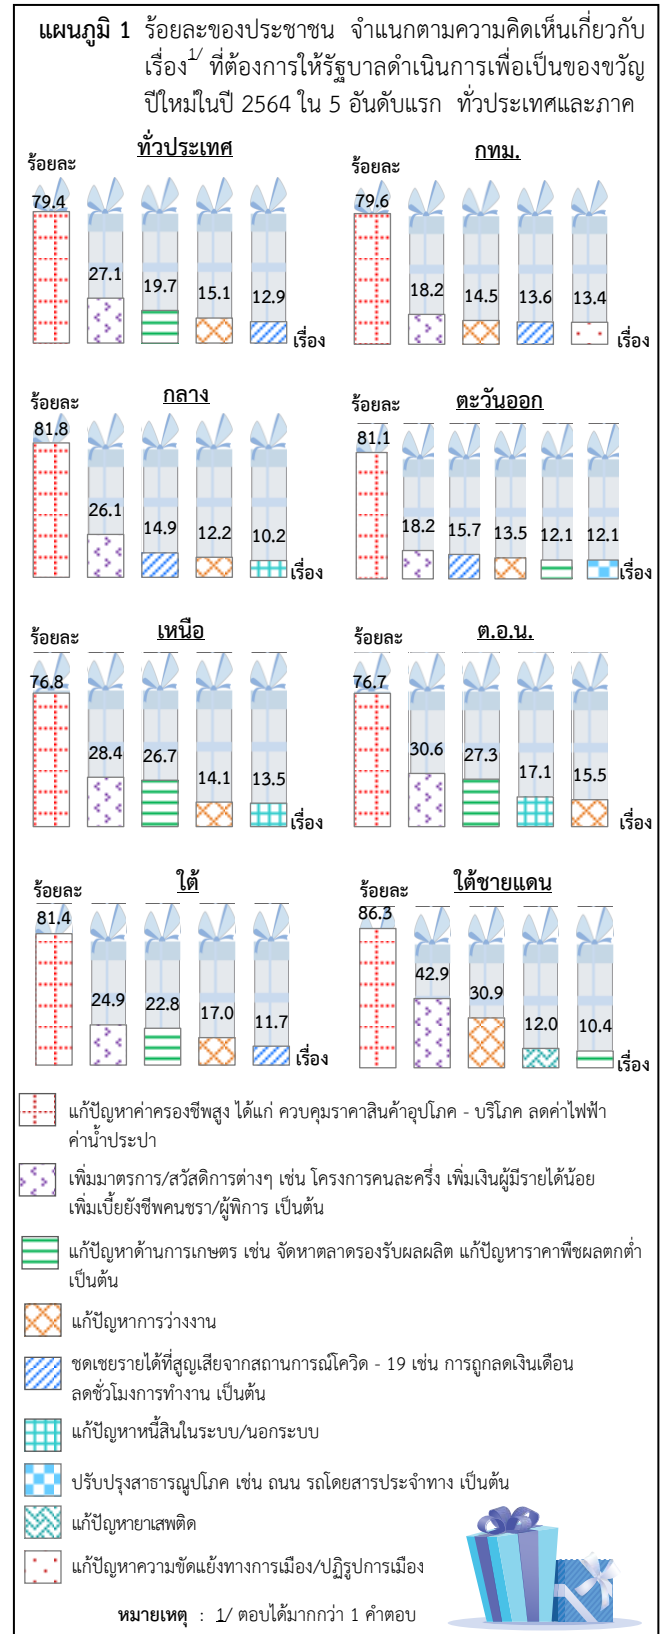 แผนภูมิ 1 ร้อยละของประชาชน จำแนกตามความคิดเห็นเกี่ยวกับ
เรื่อง1/ ที่ต้องการให้รัฐบาลดำเนินการเพื่อเป็นของขวัญ
ปีใหม่ในปี 2564 ใน 5 อันดับแรก ทั่วประเทศและภาค
ทั่วประเทศ
ร้อยละ
79.4
27.1
19.7
15.1
12.9
เรื่อง
กทม.
ร้อยละ
79.6
18.2
14.5
13.6
13.4
เรื่อง
กลาง
ร้อยละ
81.8
26.1
14.9
12.2
10.2
เรื่อง
ตะวันออก
ร้อยละ
81.1
18.2
15.7
13.5
12.1
12.1
เรื่อง
เหนือ
ร้อยละ
76.8
28.4
26.7
14.1
13.5
เรื่อง
ต.อ.น.
ร้อยละ
76.7
30.6
27.3
17.1
15.5
เรื่อง
ใต้
ร้อยละ
81.4
24.9
22.8
17.0
11.7
เรื่อง
ใต้ชายแดน
ร้อยละ
86.3
42.9
30.9
12.0
10.4
เรื่อง
แก้ปัญหาค่าครองชีพสูง ได้แก่ ควบคุมราคาสินค้าอุปโภค - บริโภค ลดค่าไฟฟ้า
ค่าน้ำประปา
เพิ่มมาตรการ/สวัสดิการต่างๆ เช่น โครงการคนละครึ่ง เพิ่มเงินผู้มีรายได้น้อย
เพิ่มเบี้ยยังชีพคนชรา/ผู้พิการ เป็นต้น
แก้ปัญหาด้านการเกษตร เช่น จัดหาตลาดรองรับผลผลิต แก้ปัญหาราคาพืชผลตกต่ำ
เป็นต้น
แก้ปัญหาการว่างงาน
ชดเชยรายได้ที่สูญเสียจากสถานการณ์โควิด - 19 เช่น การถูกลดเงินเดือน
ลดชั่วโมงการทำงาน เป็นต้น
แก้ปัญหาหนี้สินในระบบ/นอกระบบ
ปรับปรุงสาธารณูปโภค เช่น ถนน รถโดยสารประจำทาง เป็นต้น
แก้ปัญหายาเสพติด
แก้ปัญหาความขัดแย้งทางการเมือง/ปฏิรูปการเมือง
หมายเหตุ : 1/ ตอบได้มากกว่า 1 คำตอบ